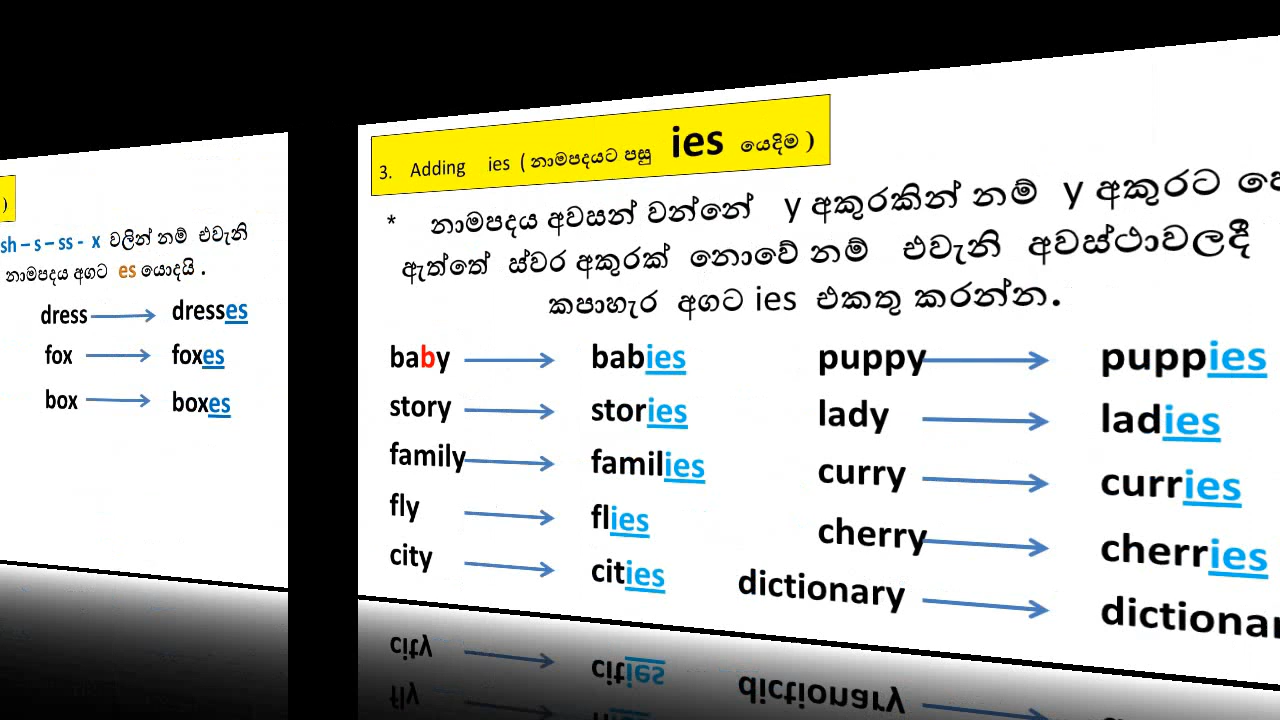 )
sh – s – ss - x වලින් නම් එවැනි
නාමපදය අගට es යොදයි .
dress dresses
fox foxes
box boxes
3. Adding ies ( නාමපදයට පසු ies යෙදිම )
* නාමපදය අවසන් වන්නේ y අකුරකින් නම් y අකුරට
ඇත්තේ ස්වර අකුරක් නොවේ නම් එවැනි අවස්ථාවලදී
කපාහැර අගට ies එකතු කරන්න.
baby babies puppy puppies
story stories lady ladies
family families curry curries
fly flies cherry cherries
city cities dictionary dictionar